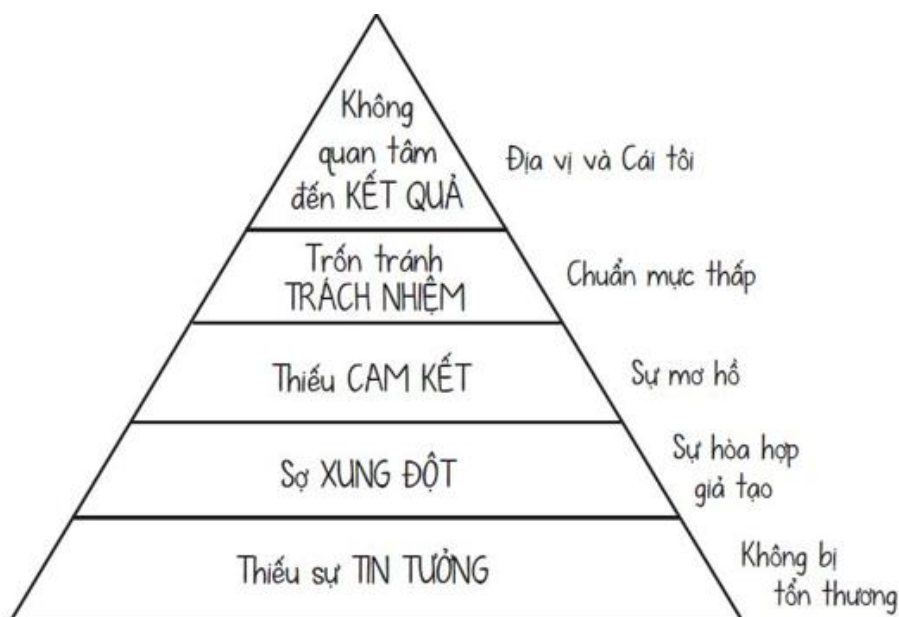 Không
quan tâm
đến KẾT QUẢ
Địa vị và Cái tôi
Trốn tránh
TRÁCH NHIỆM
Chuẩn mực thấp
Thiếu CAM KẾT
Sự mơ hồ
Sợ XUNG ĐỘT
Sự hòa hợp
giả tạo
Thiếu sự TIN TƯỞNG
Không bị
tổn thương